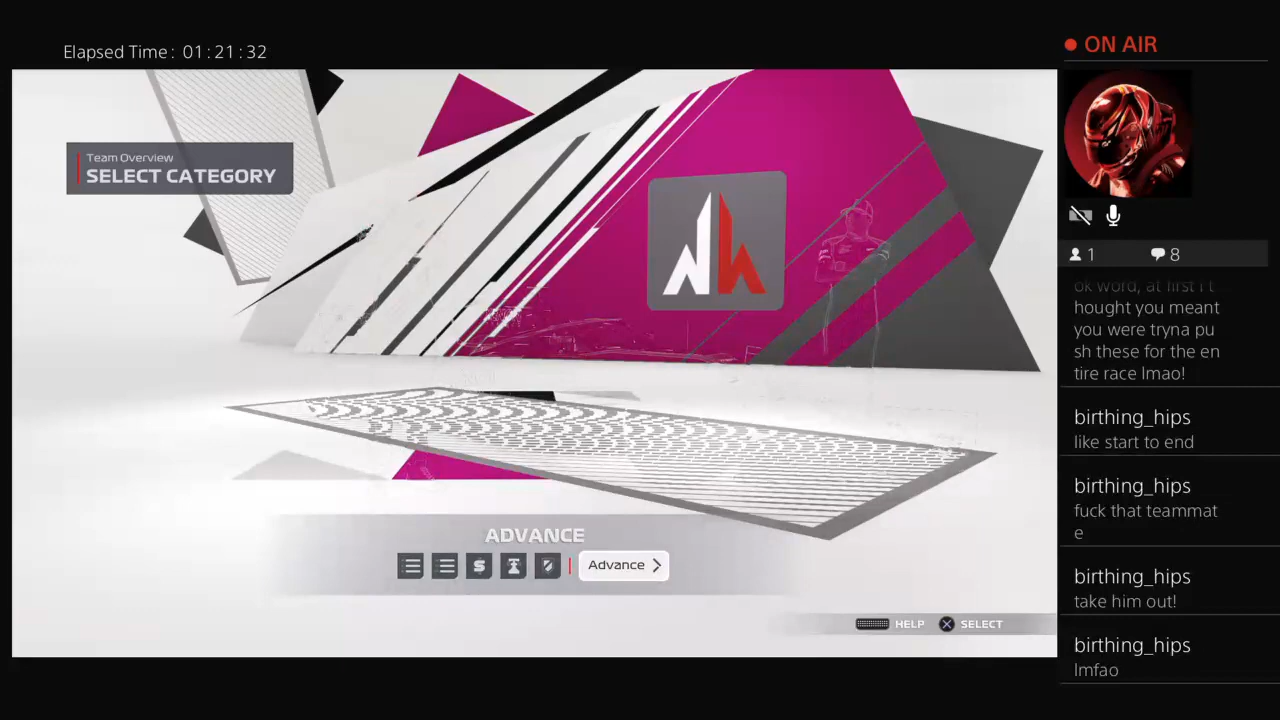 Elapsed Time: 01:21:32
ON AIR
Team Overview
SELECT CATEGORY
1 8
ok word, at first i t
hought you meant
you were tryna pu
sh these for the en
tire race lmao!
birthing_hips
like start to end
birthing_hips
fuck that teammat
e
birthing_hips
take him out!
birthing_hips
lmfao
ADVANCE
S
Advance
HELP SELECT